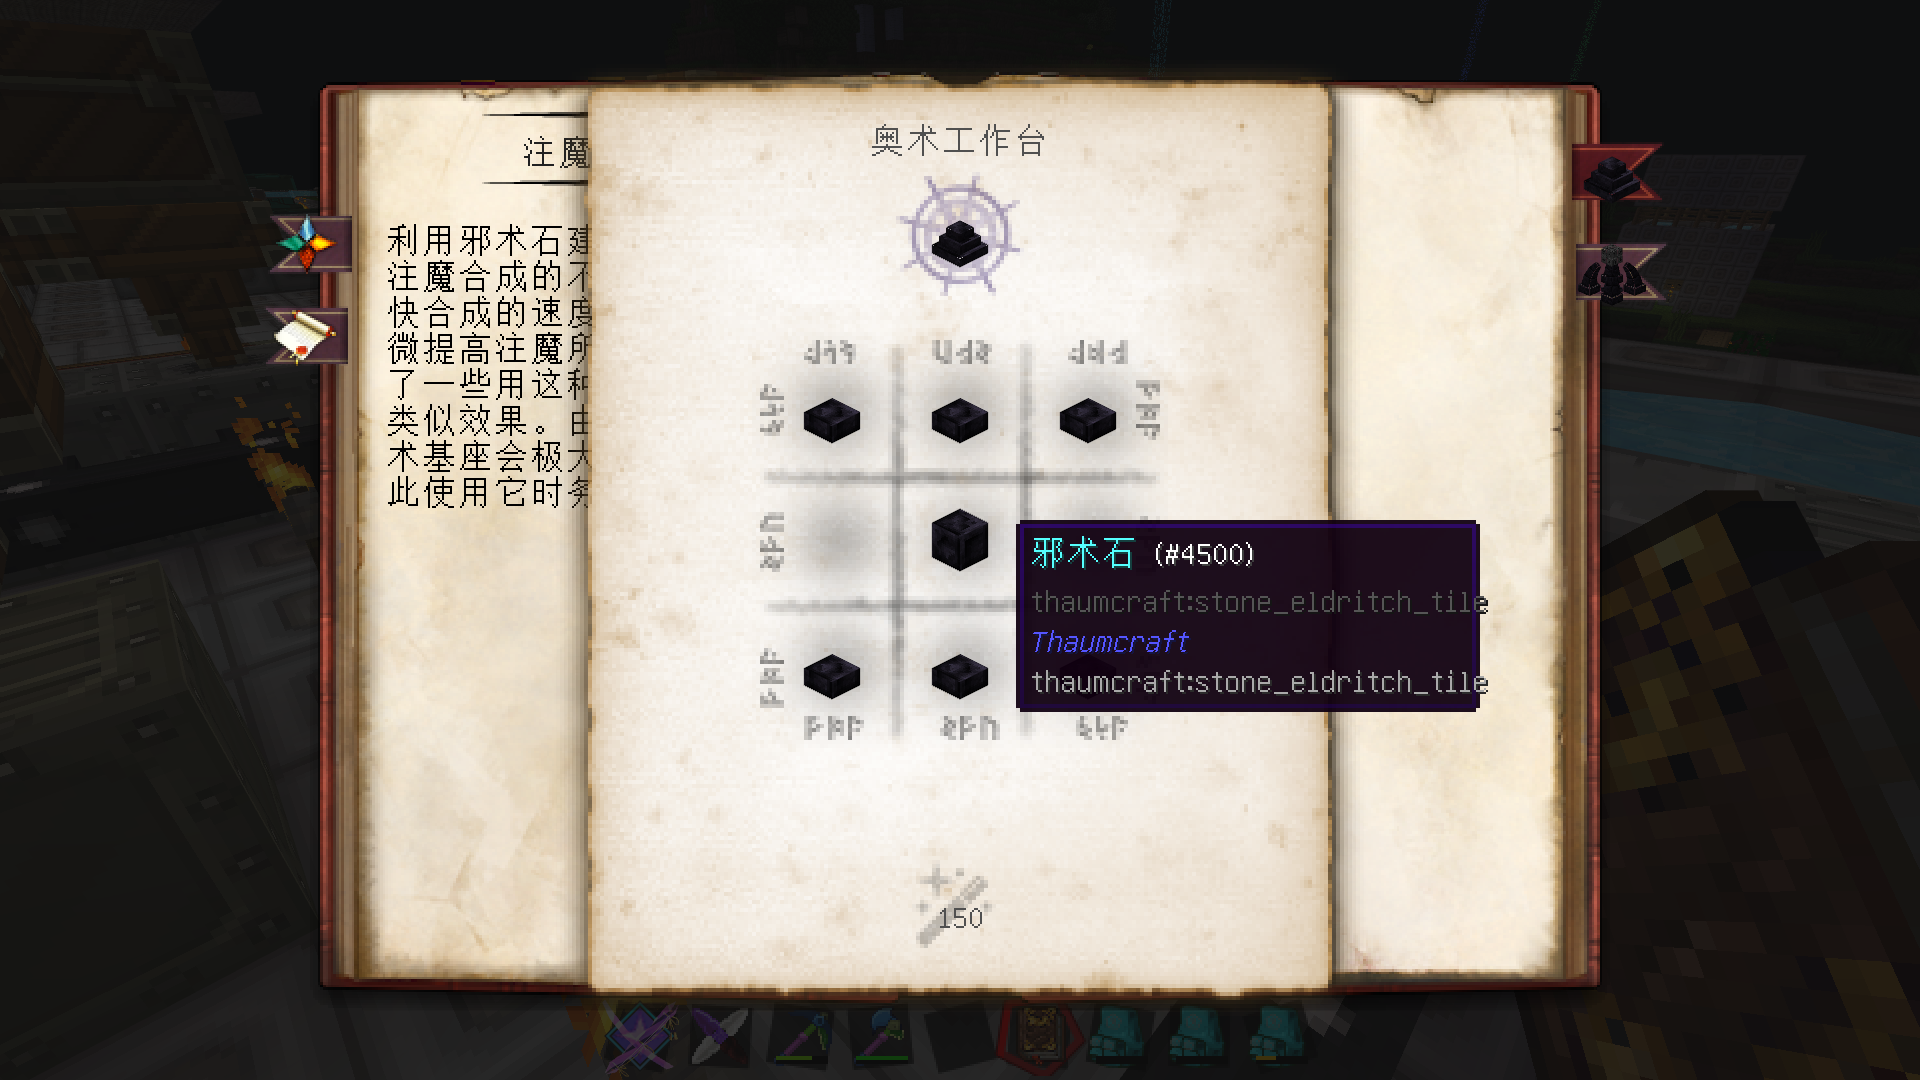 奥术工作台
注魔
利用邪术石建
注魔合成的不
快合成的速度
微提高注魔所
了一些用这种
类似效果。由
术基座会极大
此使用它时务
邪术石 (#4500)
thaumcraft:stone_eldritch_tile
Thaumcraft
thaumcraft:stone_eldritch_tile
150